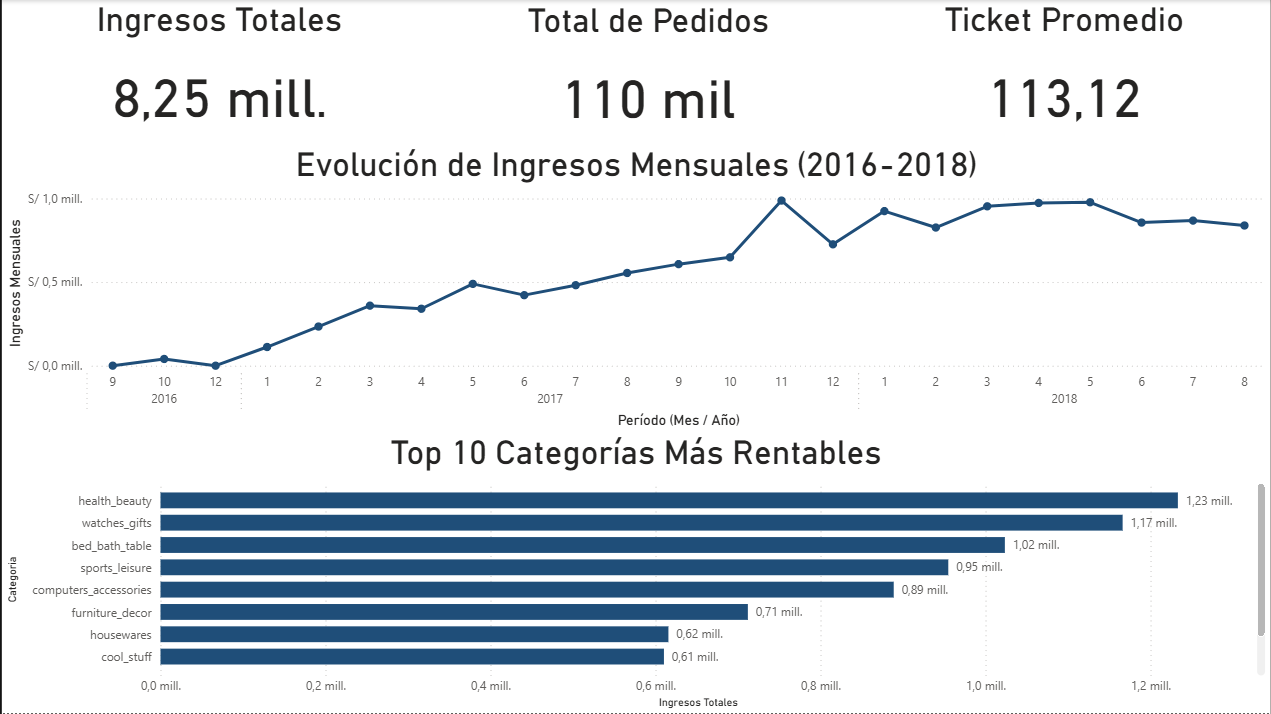 Ingresos Totales
Total de Pedidos
Ticket Promedio
8,25 mill.
110 mil
113,12
Evolución de Ingresos Mensuales (2016-2018)
Ingresos Mensuales
S/ 1,0 mill.
S/ 0,5 mill.
S/ 0,0 mill.
9 10 12 1 2 3 4 5 6 7 8 9 10 11 12 1 2 3 4 5 6 7 8
2016 2017 2018
Período (Mes / Año)
Top 10 Categorías Más Rentables
Categoria
health_beauty 1,23 mill.
watches_gifts 1,17 mill.
bed_bath_table 1,02 mill.
sports_leisure 0,95 mill.
computers_accessories 0,89 mill.
furniture_decor 0,71 mill.
housewares 0,62 mill.
cool_stuff 0,61 mill.
0,0 mill. 0,2 mill. 0,4 mill. 0,6 mill. 0,8 mill. 1,0 mill. 1,2 mill.
Ingresos Totales